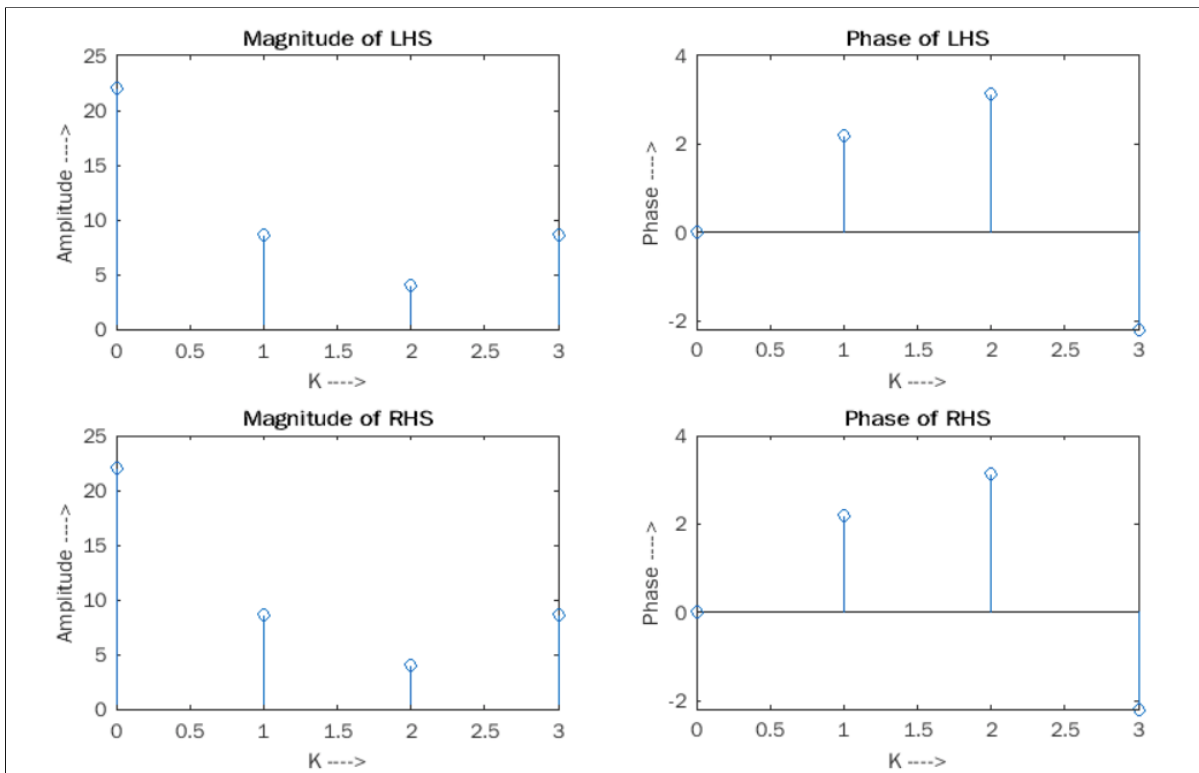 Magnitude of LHS
25
20
15
10
5
0
Amplitude ---->
0 0.5 1 1.5 2 2.5 3
K ---->
Phase of LHS
4
2
0
-2
Phase ---->
0 0.5 1 1.5 2 2.5 3
K ---->
Magnitude of RHS
25
20
15
10
5
0
Amplitude ---->
0 0.5 1 1.5 2 2.5 3
K ---->
Phase of RHS
4
2
0
-2
Phase ---->
0 0.5 1 1.5 2 2.5 3
K ---->